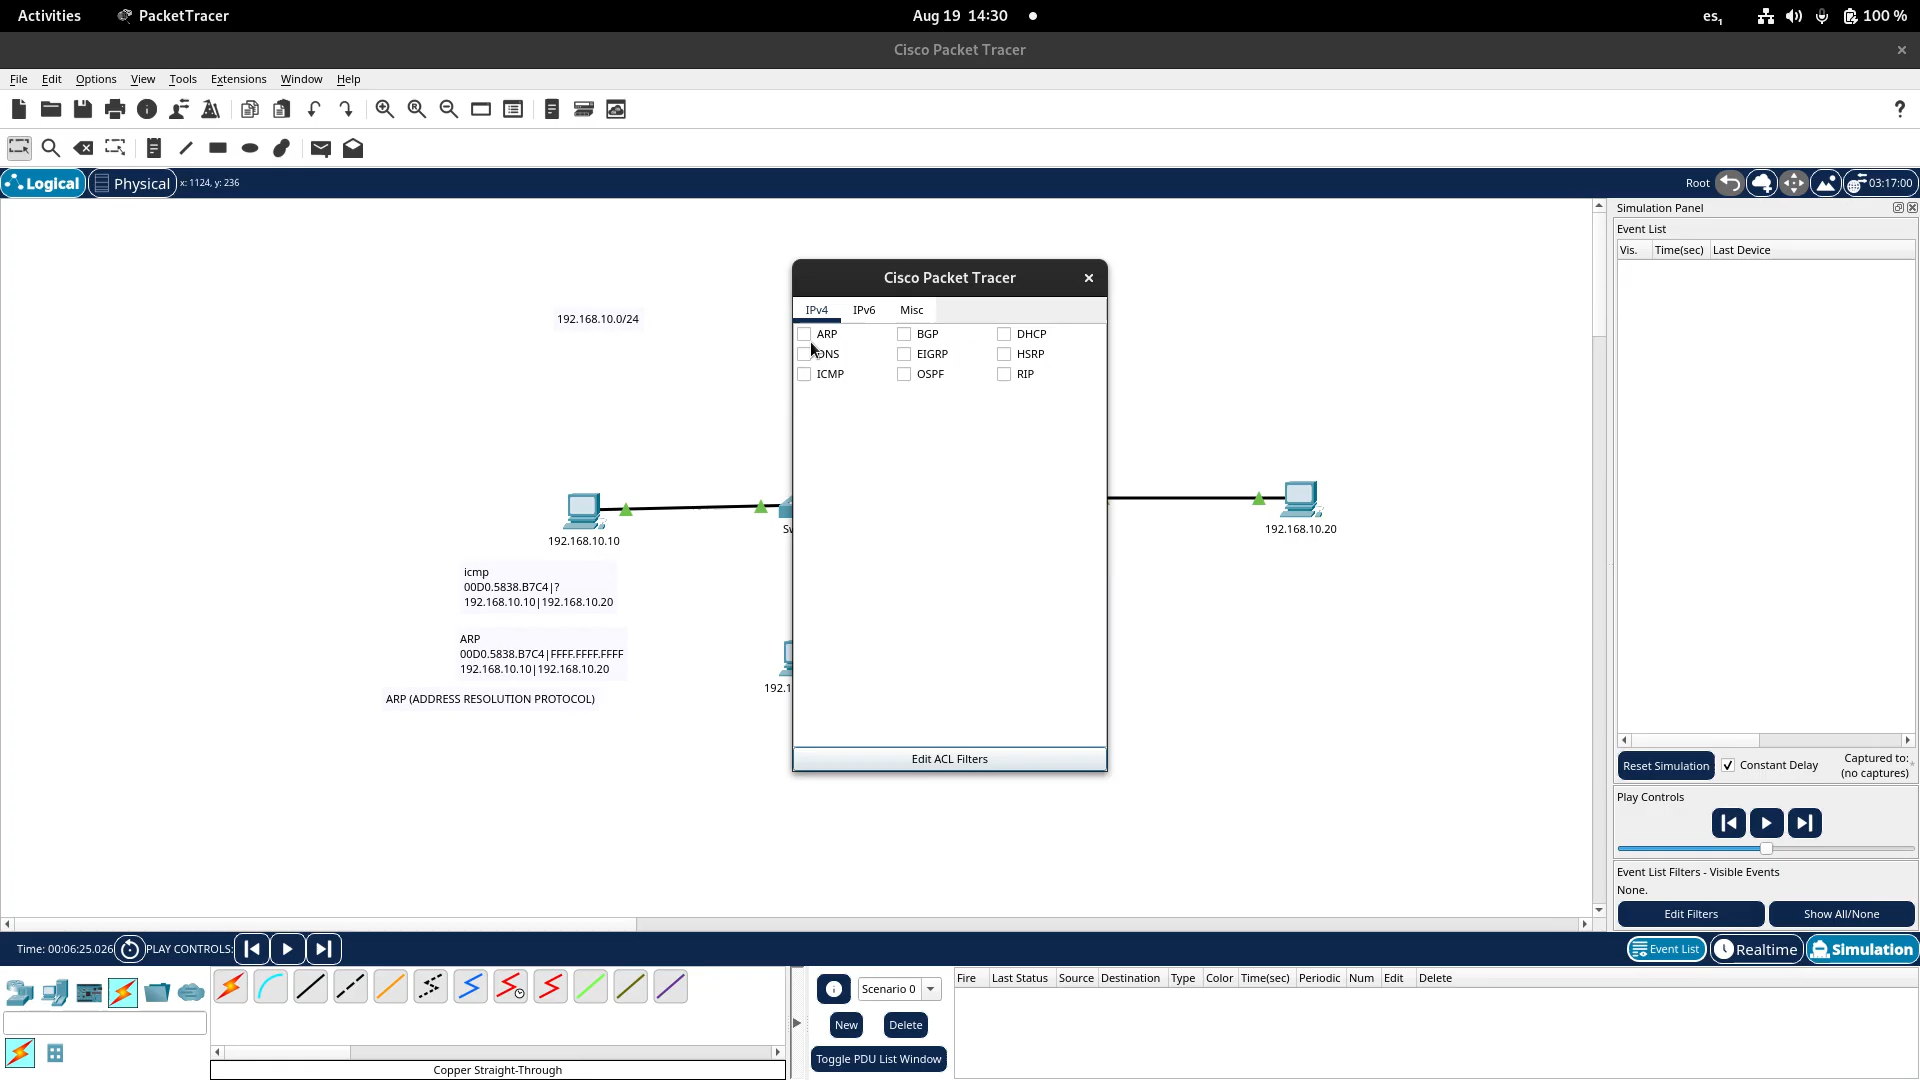 Activities
PacketTracer
Aug 19 14:30
es₁
100 %
Cisco Packet Tracer
File Edit Options View Tools Extensions Window Help
Logical
Physical
x: 1124, y: 236
Root
03:17:00
Simulation Panel
Event List
Vis. Time(sec) Last Device
192.168.10.0/24
Cisco Packet Tracer
IPv4 IPv6 Misc
ARP BGP DHCP
DNS EIGRP HSRP
ICMP OSPF RIP
Edit ACL Filters
192.168.10.10
Sw
192.168.10.20
icmp
00D0.5838.B7C4|?
192.168.10.10|192.168.10.20
ARP
00D0.5838.B7C4|FFFF.FFFF.FFFF
192.168.10.10|192.168.10.20
192.1
ARP (ADDRESS RESOLUTION PROTOCOL)
Reset Simulation
Constant Delay
Captured to:
(no captures)
Play Controls
Event List Filters - Visible Events
None.
Edit Filters
Show All/None
Time: 00:06:25.026
PLAY CONTROLS:
Event List
Realtime
Simulation
Scenario 0
New
Delete
Toggle PDU List Window
Fire Last Status Source Destination Type Color Time(sec) Periodic Num Edit Delete
Copper Straight-Through